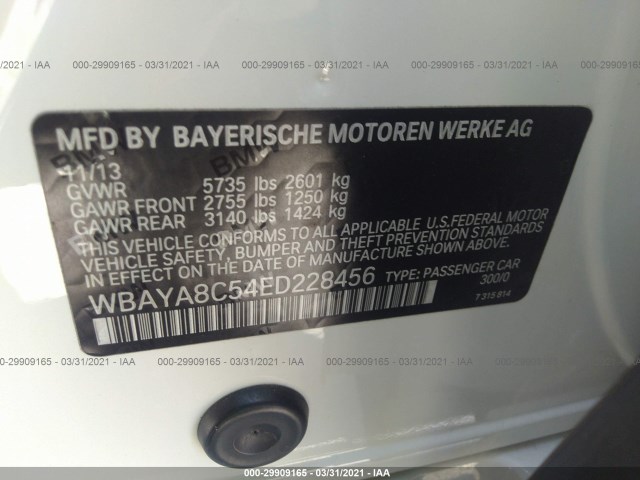 000-29909165 - 03/31/2021 - IAA
MFD BY BAYERISCHE MOTOREN WERKE AG
11/13
GVWR 5735 lbs 2601 kg
GAWR FRONT 2755 lbs 1250 kg
GAWR REAR 3140 lbs 1424 kg
THIS VEHICLE CONFORMS TO ALL APPLICABLE U.S.FEDERAL MOTOR
VEHICLE SAFETY, BUMPER AND THEFT PREVENTION STANDARDS
IN EFFECT ON THE DATE OF MANUFACTURE SHOWN ABOVE.
WBAYA8C54ED228456 TYPE: PASSENGER CAR
300/0
7 315 814
000-29909165 - 03/31/2021 - IAA